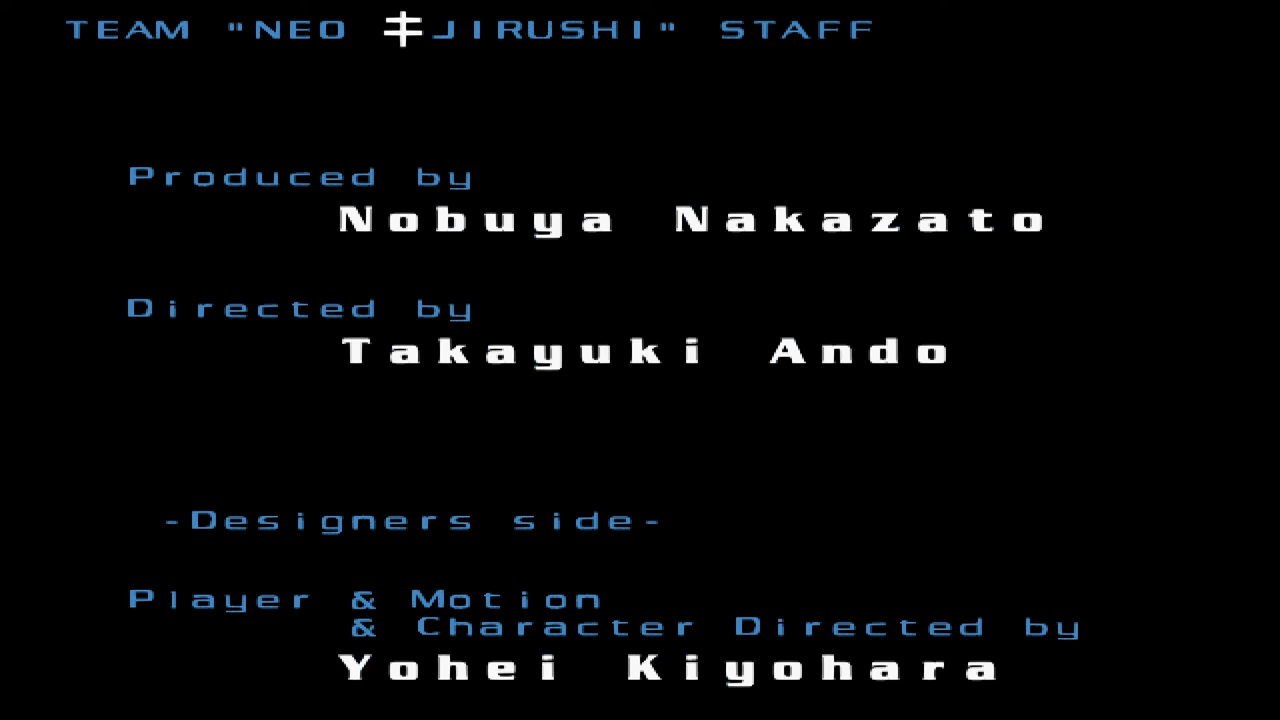 TEAM "NEO キJIRUSHI" STAFF
Produced by
Nobuya Nakazato
Directed by
Takayuki Ando
-Designers side-
Player & Motion
& Character Directed by
Yohei Kiyohara